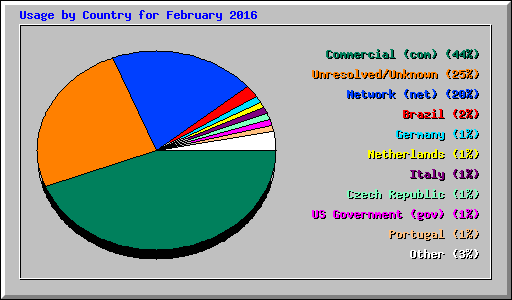 Usage by Country for February 2016
Commercial (com) (44%)
Unresolved/Unknown (25%)
Network (net) (20%)
Brazil (2%)
Germany (1%)
Netherlands (1%)
Italy (1%)
Czech Republic (1%)
US Government (gov) (1%)
Portugal (1%)
Other (3%)